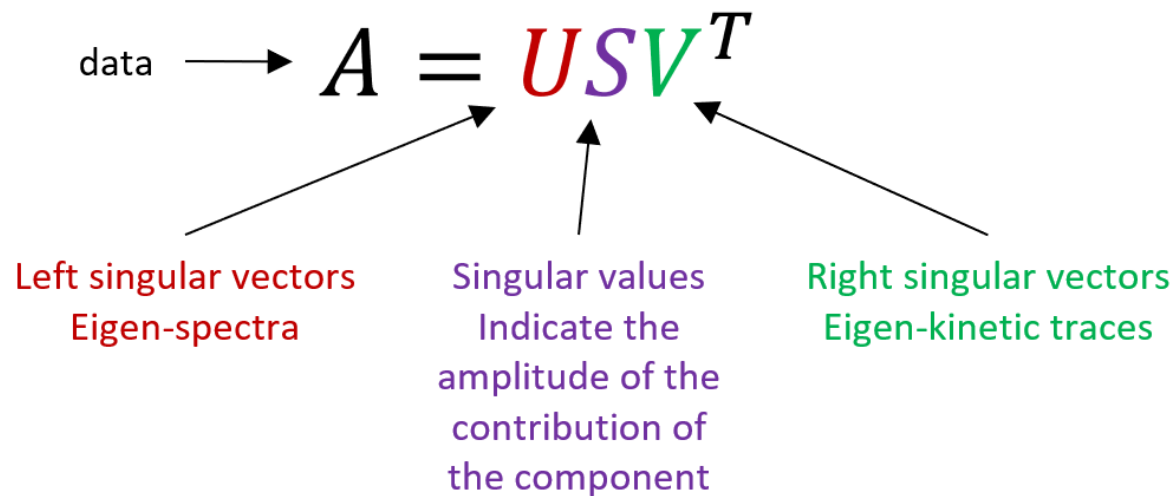 data
A = USV^T
Left singular vectors
Eigen-spectra
Singular values
Indicate the
amplitude of the
contribution of
the component
Right singular vectors
Eigen-kinetic traces